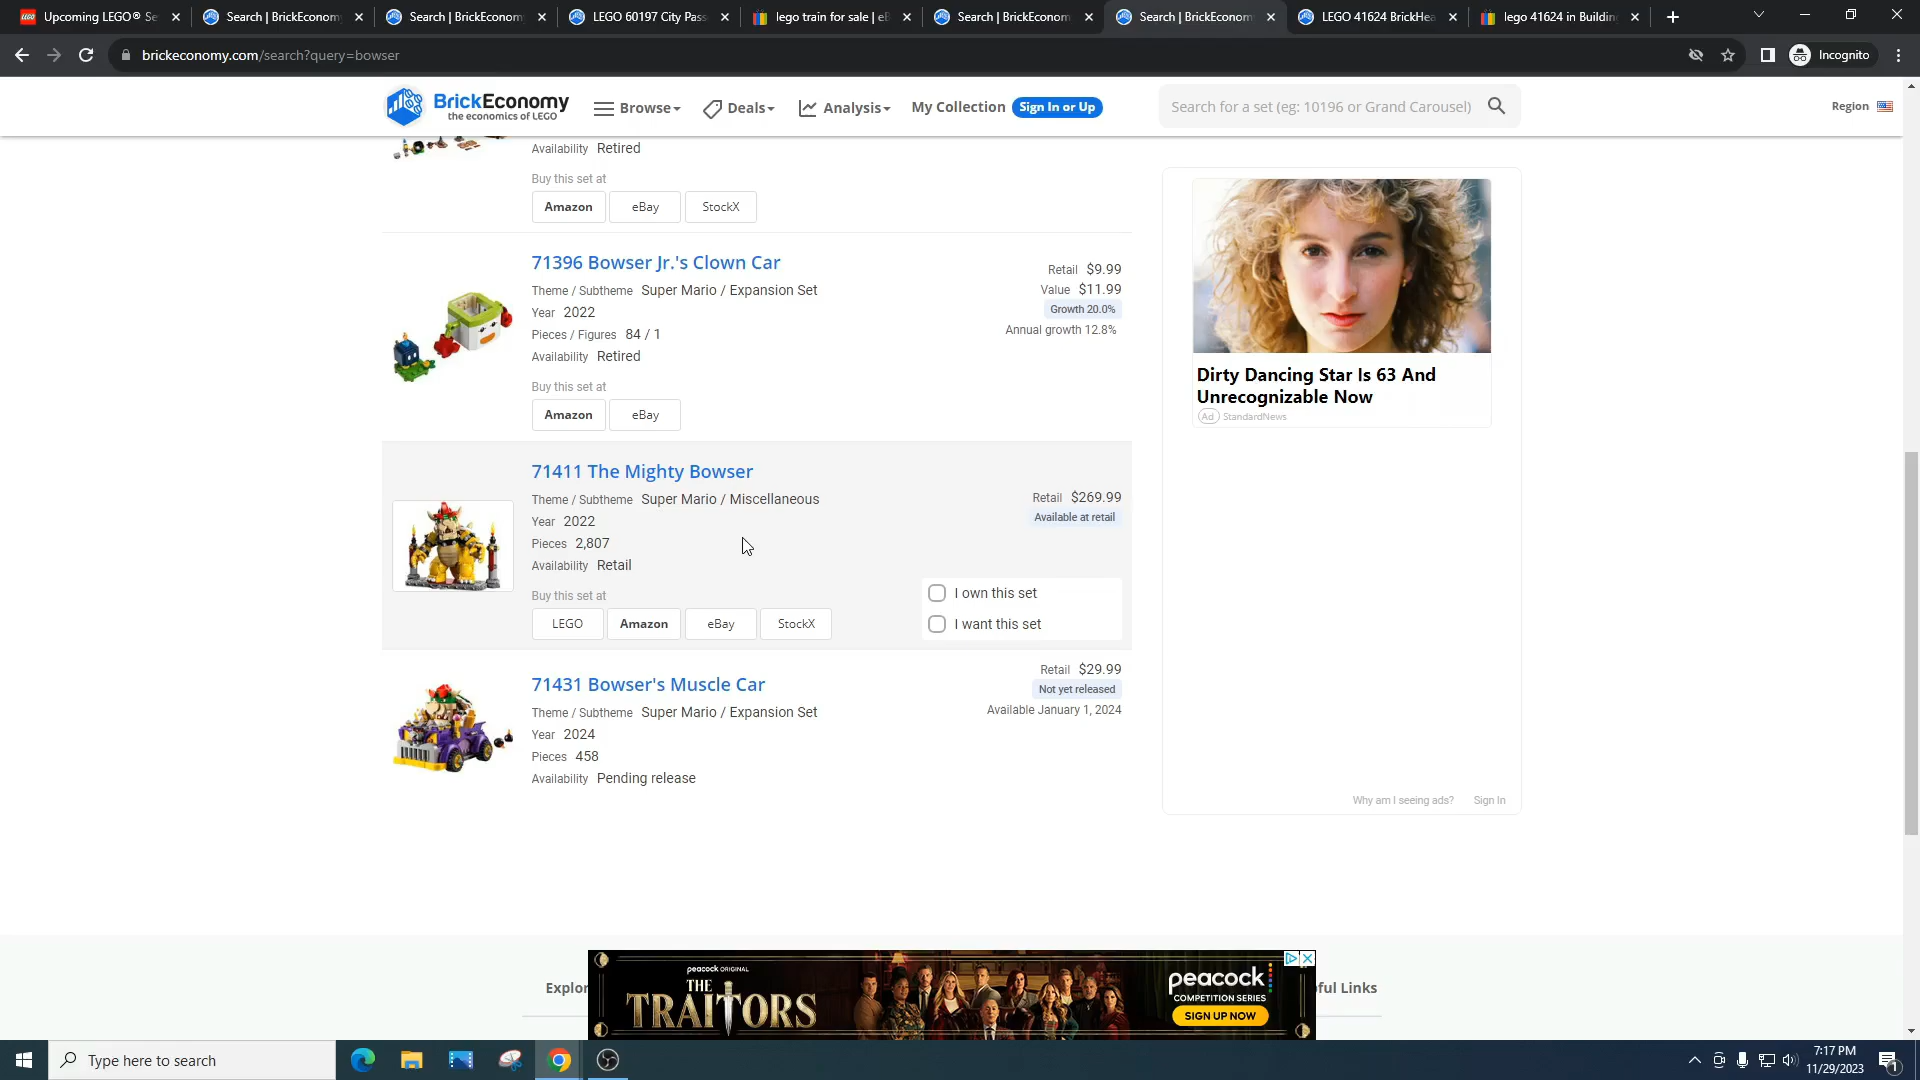 Upcoming LEGO® Se
Search | BrickEconomy
Search | BrickEconomy
LEGO 60197 City Pass
lego train for sale | eB
Search | BrickEconom
Search | BrickEconom
LEGO 41624 BrickHea
lego 41624 in Buildin
brickeconomy.com/search?query=bowser
Incognito
BrickEconomy
the economics of LEGO
Browse
Deals
Analysis
My Collection
Sign In or Up
Search for a set (eg: 10196 or Grand Carousel)
Region
Availability Retired
Buy this set at
Amazon
eBay
StockX
71396 Bowser Jr.'s Clown Car
Theme / Subtheme Super Mario / Expansion Set
Year 2022
Pieces / Figures 84 / 1
Availability Retired
Retail $9.99
Value $11.99
Growth 20.0%
Annual growth 12.8%
Buy this set at
Amazon
eBay
71411 The Mighty Bowser
Theme / Subtheme Super Mario / Miscellaneous
Year 2022
Pieces 2,807
Availability Retail
Retail $269.99
Available at retail
Buy this set at
LEGO
Amazon
eBay
StockX
I own this set
I want this set
71431 Bowser's Muscle Car
Theme / Subtheme Super Mario / Expansion Set
Year 2024
Pieces 458
Availability Pending release
Retail $29.99
Not yet released
Available January 1, 2024
Dirty Dancing Star Is 63 And
Unrecognizable Now
Ad StandardNews
Why am I seeing ads?
Sign In
Explor
ful Links
peacock ORIGINAL
THE
TRAITORS
peacock
COMPETITION SERIES
SIGN UP NOW
Type here to search
7:17 PM
11/29/2023
1